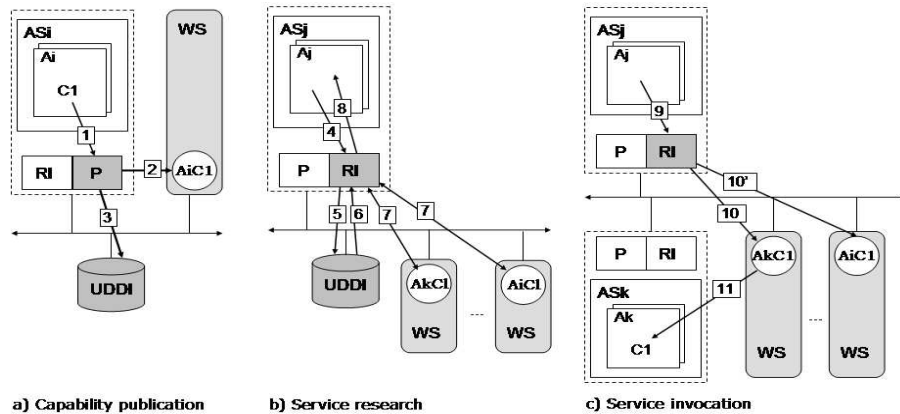 ASi
Ai
C1
1
RI
P
2
AiC1
WS
3
UDDI
a) Capability publication
ASj
Aj
8
4
P
RI
5
6
7
7
UDDI
AkCl
WS
...
AiCl
WS
b) Service research
ASj
Aj
9
P
RI
10'
10
P
RI
AkC1
AiC1
11
ASk
Ak
C1
WS
...
WS
c) Service invocation